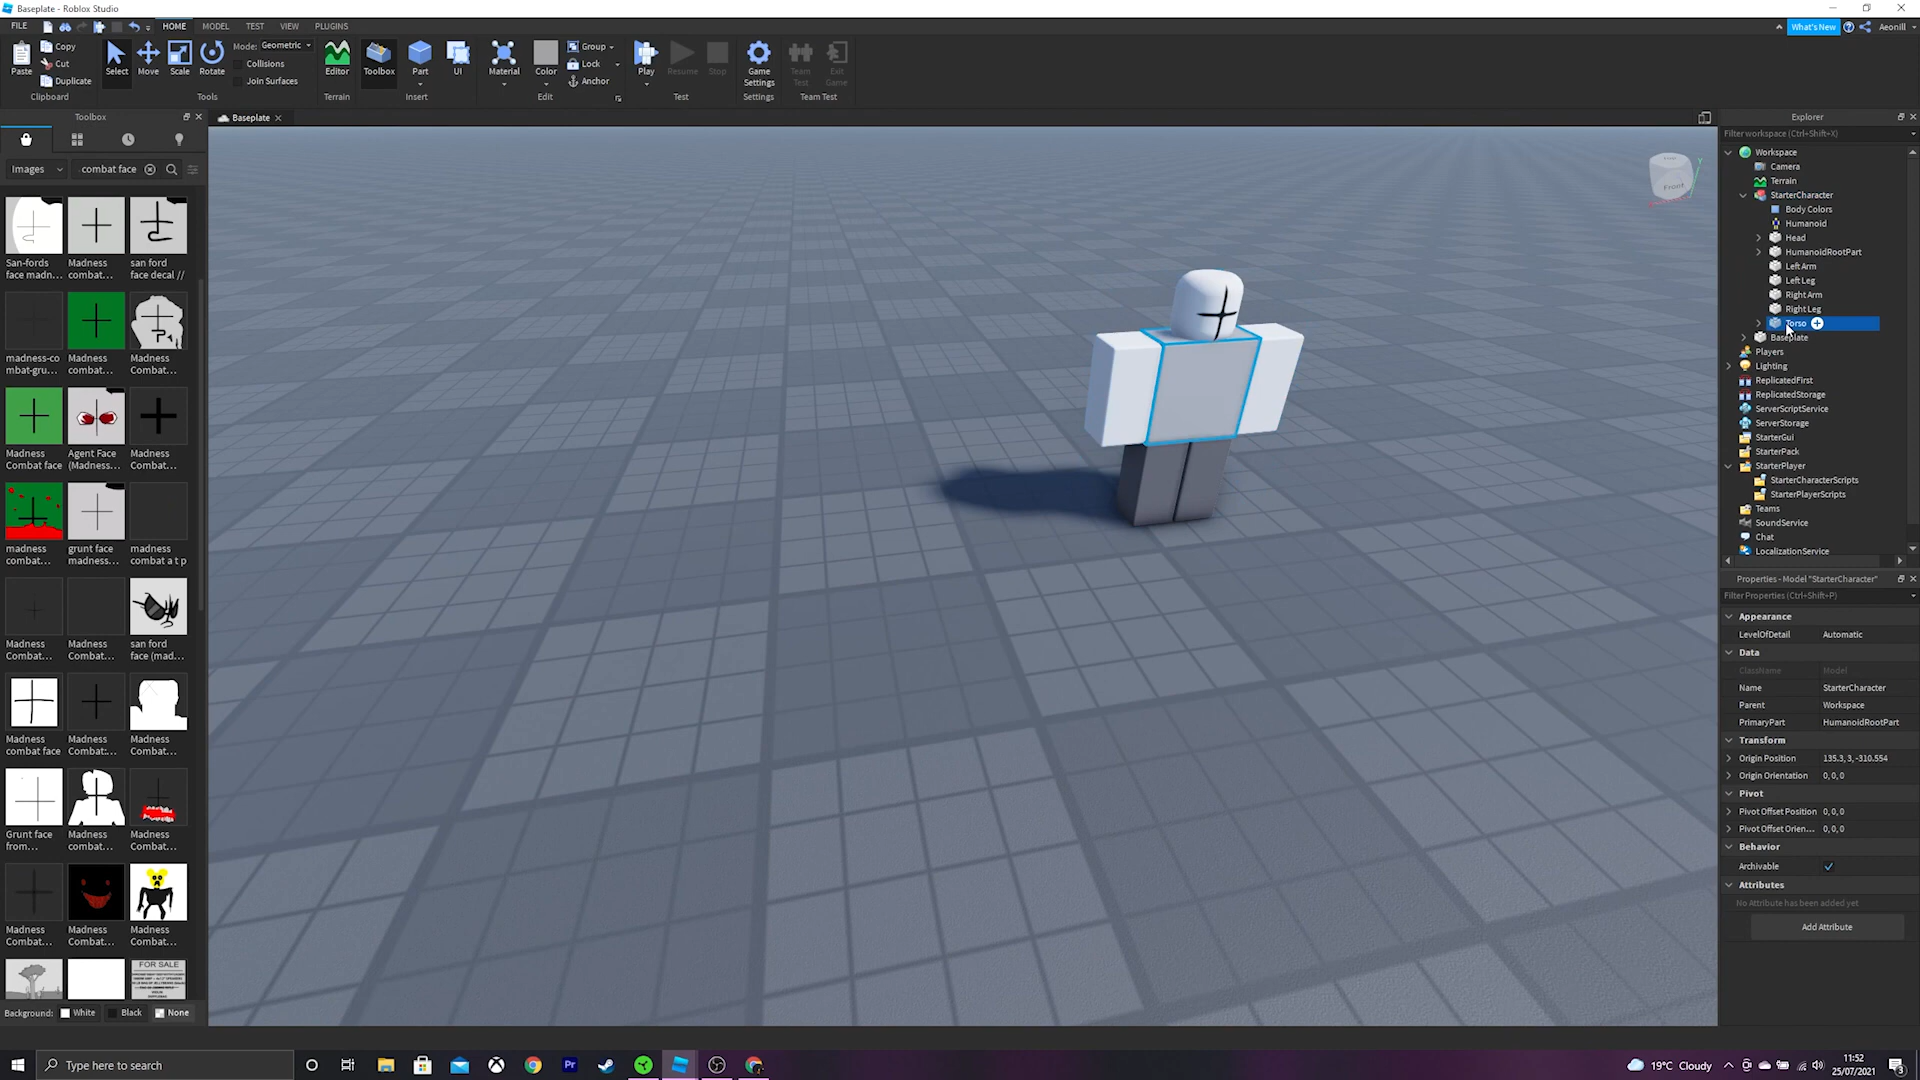 Baseplate - Roblox Studio
FILE
HOME
MODEL
TEST
VIEW
PLUGINS
What's New
Aeonill
Paste
Copy
Cut
Duplicate
Clipboard
Select
Move
Scale
Rotate
Mode: Geometric
Collisions
Join Surfaces
Tools
Editor
Terrain
Toolbox
Part
UI
Insert
Material
Color
Group
Lock
Anchor
Edit
Play
Resume
Stop
Test
Game
Settings
Settings
Team
Test
Exit
Game
Team Test
Toolbox
Images
combat face
San-fords
face madn...
Madness
combat...
san ford
face decal //
madness-co
mbat-gru...
Madness
combat...
Madness
Combat...
Madness
Combat face
Agent Face
(Madness...
Madness
Combat...
madness
combat...
grunt face
madness...
madness
combat a t p
Madness
Combat...
Madness
Combat...
san ford
face (mad...
Madness
combat face
Madness
Combat:...
Madness
Combat...
Grunt face
from...
Madness
combat...
Madness
Combat...
Madness
Combat...
Madness
Combat...
Madness
Combat...
FOR SALE
Background:
White
Black
None
Baseplate
Front
Y
Explorer
Filter workspace (Ctrl+Shift+X)
Workspace
Camera
Terrain
StarterCharacter
Body Colors
Humanoid
Head
HumanoidRootPart
Left Arm
Left Leg
Right Arm
Right Leg
Torso
Baseplate
Players
Lighting
ReplicatedFirst
ReplicatedStorage
ServerScriptService
ServerStorage
StarterGui
StarterPack
StarterPlayer
StarterCharacterScripts
StarterPlayerScripts
Teams
SoundService
Chat
LocalizationService
Properties - Model "StarterCharacter"
Filter Properties (Ctrl+Shift+P)
Appearance
LevelOfDetail Automatic
Data
ClassName Model
Name StarterCharacter
Parent Workspace
PrimaryPart HumanoidRootPart
Transform
Origin Position 135.3, 3, -310.554
Origin Orientation 0, 0, 0
Pivot
Pivot Offset Position 0, 0, 0
Pivot Offset Orien... 0, 0, 0
Behavior
Archivable
Attributes
No Attribute has been added yet
Add Attribute
Type here to search
Pr
19°C Cloudy
11:52
25/07/2021
3